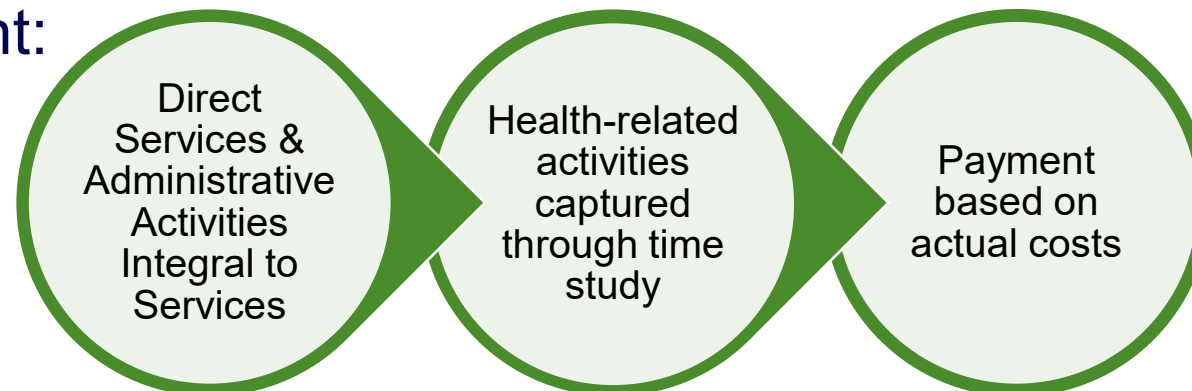 nt:
Direct
Services &
Administrative
Activities
Integral to
Services
Health-related
activities
captured
through time
study
Payment
based on
actual costs